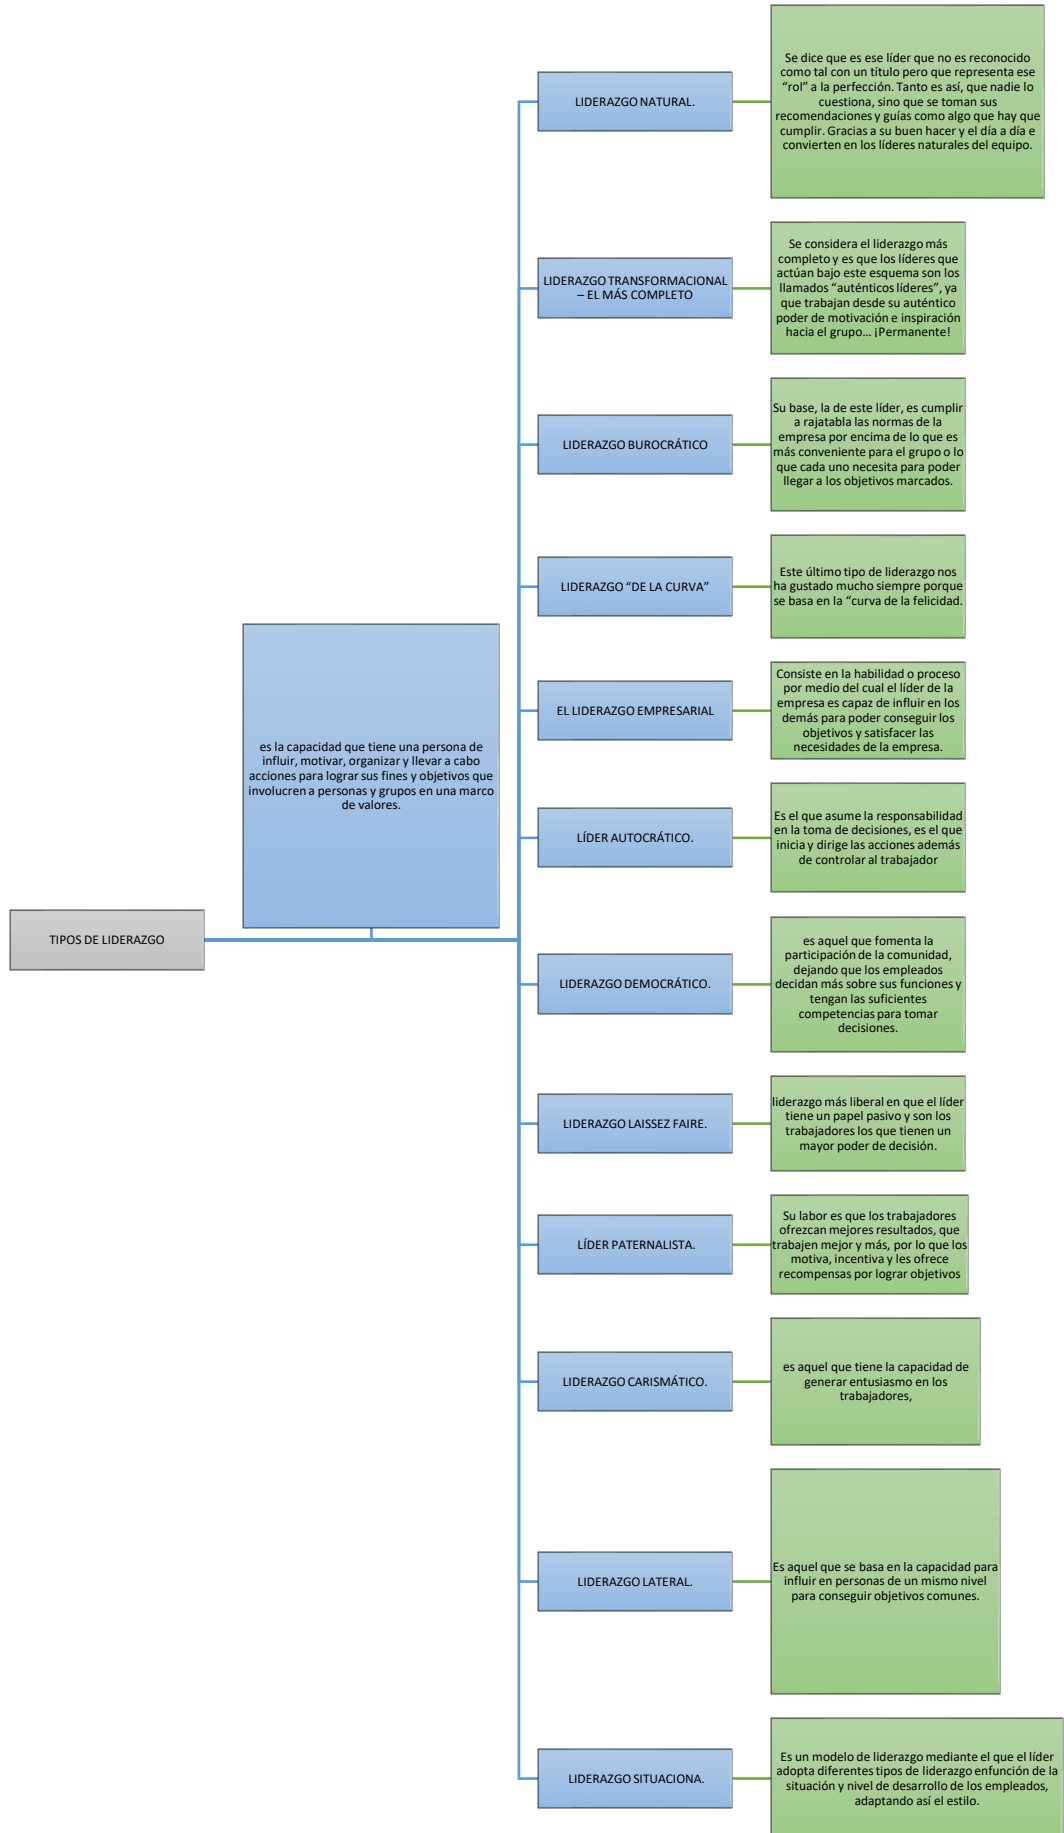 TIPOS DE LIDERAZGO
es la capacidad que tiene una persona de
influir, motivar, organizar y llevar a cabo
acciones para lograr sus fines y objetivos que
involucren a personas y grupos en una marco
de valores.
LIDERAZGO NATURAL.
Se dice que es ese líder que no es reconocido
como tal con un título pero que representa ese
“rol” a la perfección. Tanto es así, que nadie lo
cuestiona, sino que se toman sus
recomendaciones y guías como algo que hay que
cumplir. Gracias a su buen hacer y el día a día e
convierten en los líderes naturales del equipo.
LIDERAZGO TRANSFORMACIONAL
– EL MÁS COMPLETO
Se considera el liderazgo más
completo y es que los líderes que
actúan bajo este esquema son los
llamados “auténticos líderes”, ya
que trabajan desde su auténtico
poder de motivación e inspiración
hacia el grupo… ¡Permanente!
LIDERAZGO BUROCRÁTICO
Su base, la de este líder, es cumplir
a rajatabla las normas de la
empresa por encima de lo que es
más conveniente para el grupo o lo
que cada uno necesita para poder
llegar a los objetivos marcados.
LIDERAZGO “DE LA CURVA”
Este último tipo de liderazgo nos
ha gustado mucho siempre porque
se basa en la “curva de la felicidad.
EL LIDERAZGO EMPRESARIAL
Consiste en la habilidad o proceso
por medio del cual el líder de la
empresa es capaz de influir en los
demás para poder conseguir los
objetivos y satisfacer las
necesidades de la empresa.
LÍDER AUTOCRÁTICO.
Es el que asume la responsabilidad
en la toma de decisiones, es el que
inicia y dirige las acciones además
de controlar al trabajador
LIDERAZGO DEMOCRÁTICO.
es aquel que fomenta la
participación de la comunidad,
dejando que los empleados
decidan más sobre sus funciones y
tengan las suficientes
competencias para tomar
decisiones.
LIDERAZGO LAISSEZ FAIRE.
liderazgo más liberal en que el líder
tiene un papel pasivo y son los
trabajadores los que tienen un
mayor poder de decisión.
LÍDER PATERNALISTA.
Su labor es que los trabajadores
ofrezcan mejores resultados, que
trabajen mejor y más, por lo que los
motiva, incentiva y les ofrece
recompensas por lograr objetivos
LIDERAZGO CARISMÁTICO.
es aquel que tiene la capacidad de
generar entusiasmo en los
trabajadores,
LIDERAZGO LATERAL.
Es aquel que se basa en la capacidad para
influir en personas de un mismo nivel
para conseguir objetivos comunes.
LIDERAZGO SITUACIONA.
Es un modelo de liderazgo mediante el que el líder
adopta diferentes tipos de liderazgo enfunción de la
situación y nivel de desarrollo de los empleados,
adaptando así el estilo.